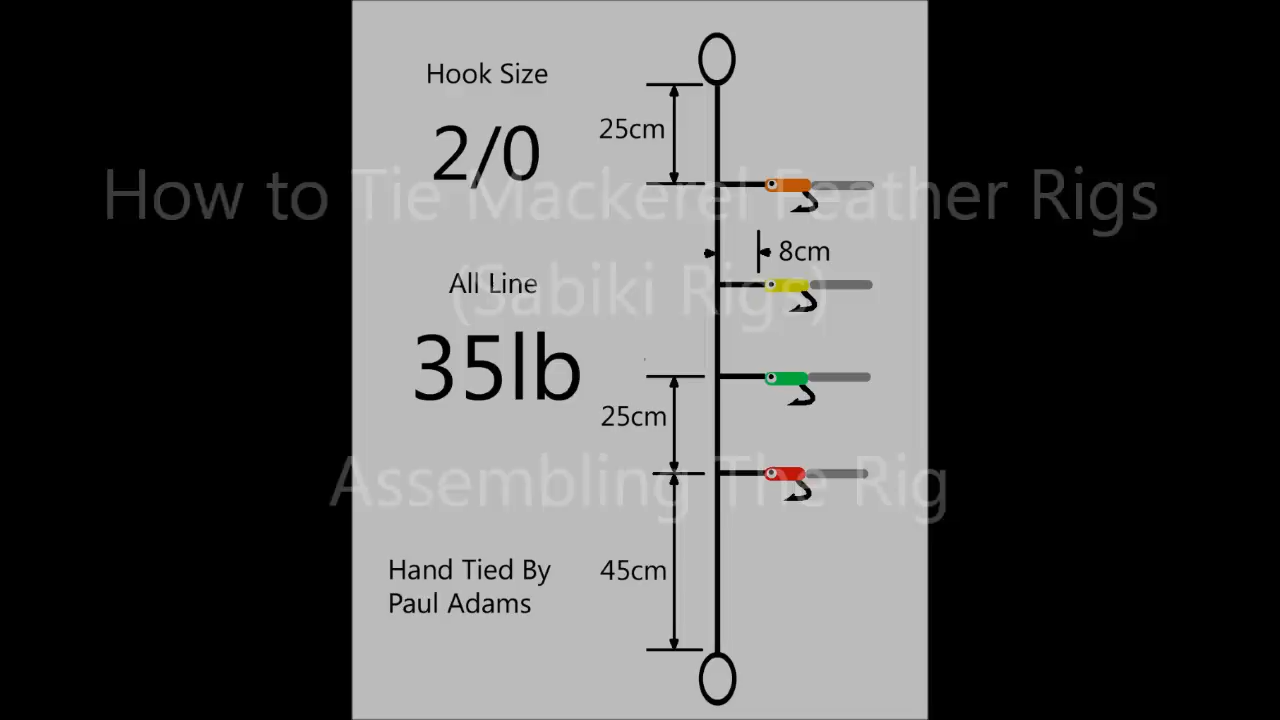 Hook Size
2/0
25cm
How to Tie Mackerel Feather Rigs
8cm
(Sabiki Rigs)
All Line
35lb
25cm
Assembling The Rig
45cm
Hand Tied By
Paul Adams